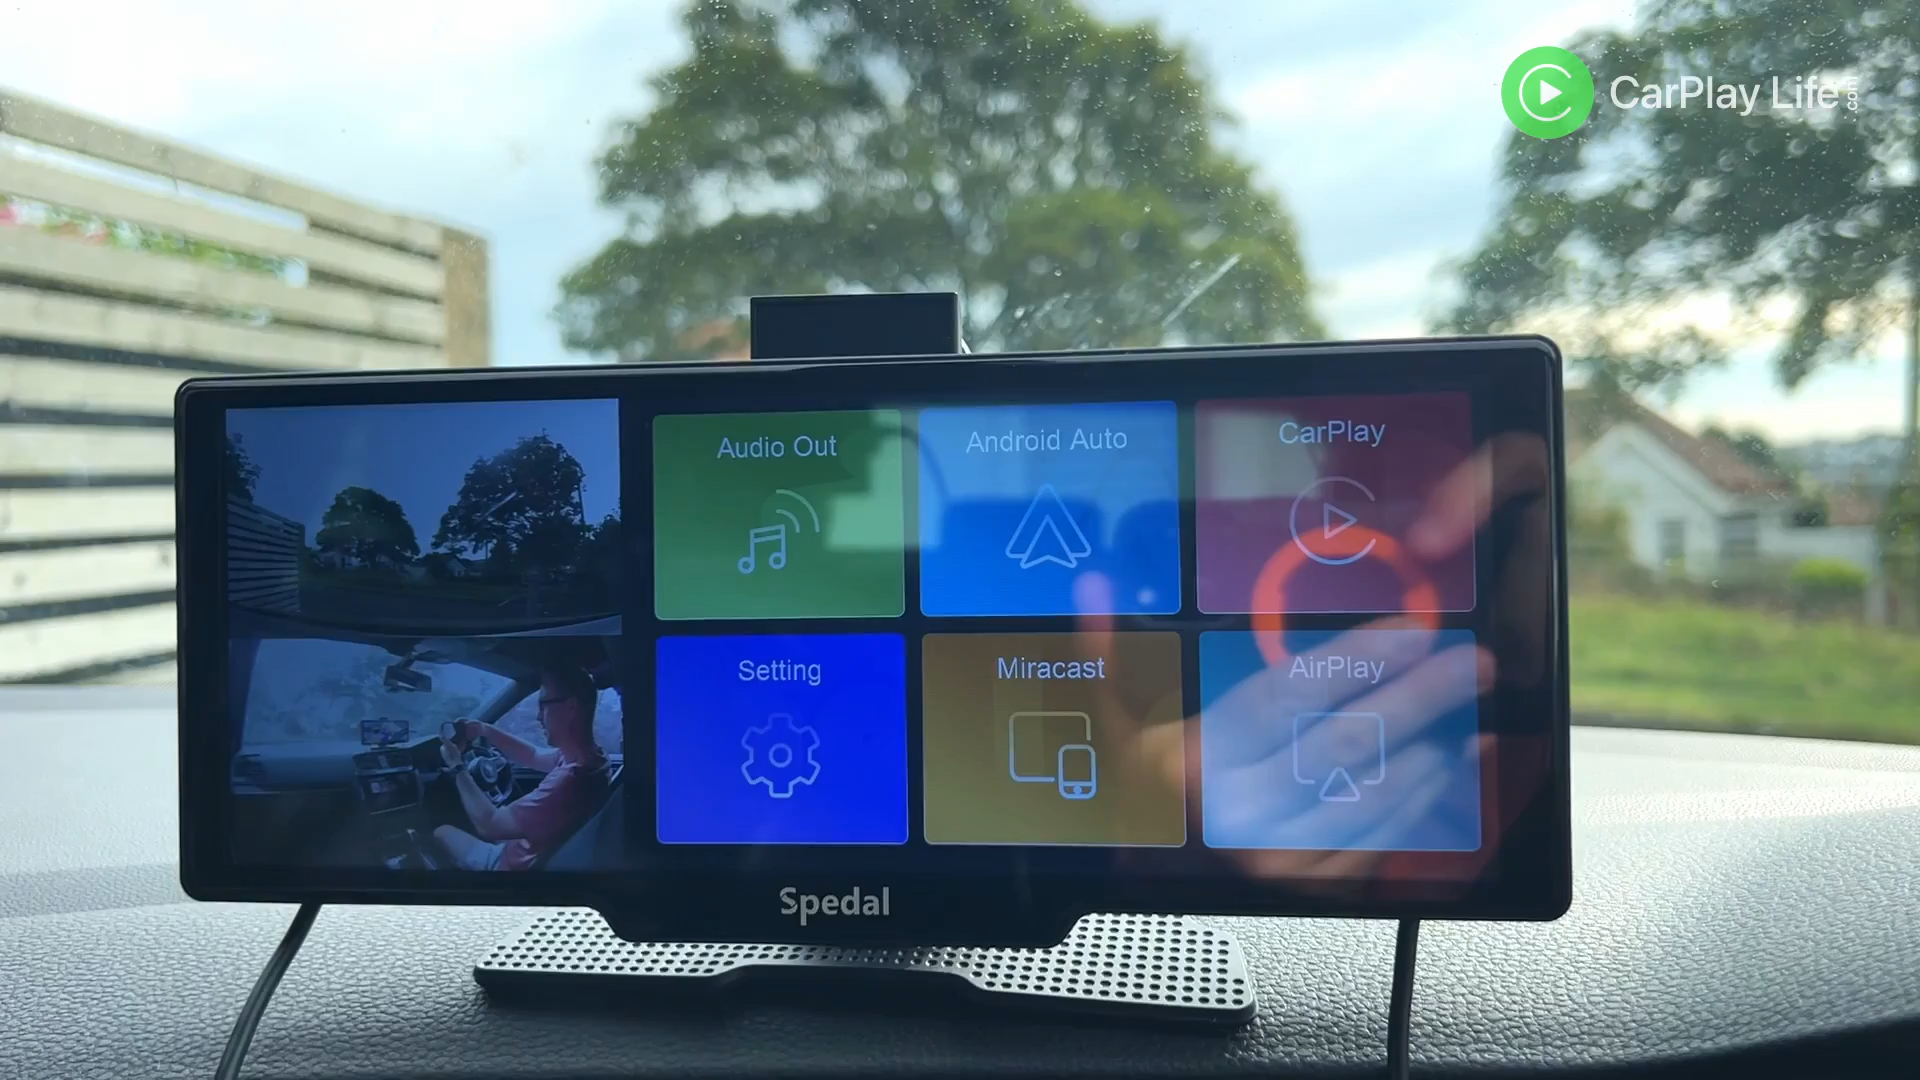 CarPlay Life.com
Audio Out
Android Auto
CarPlay
Setting
Miracast
AirPlay
Spedal